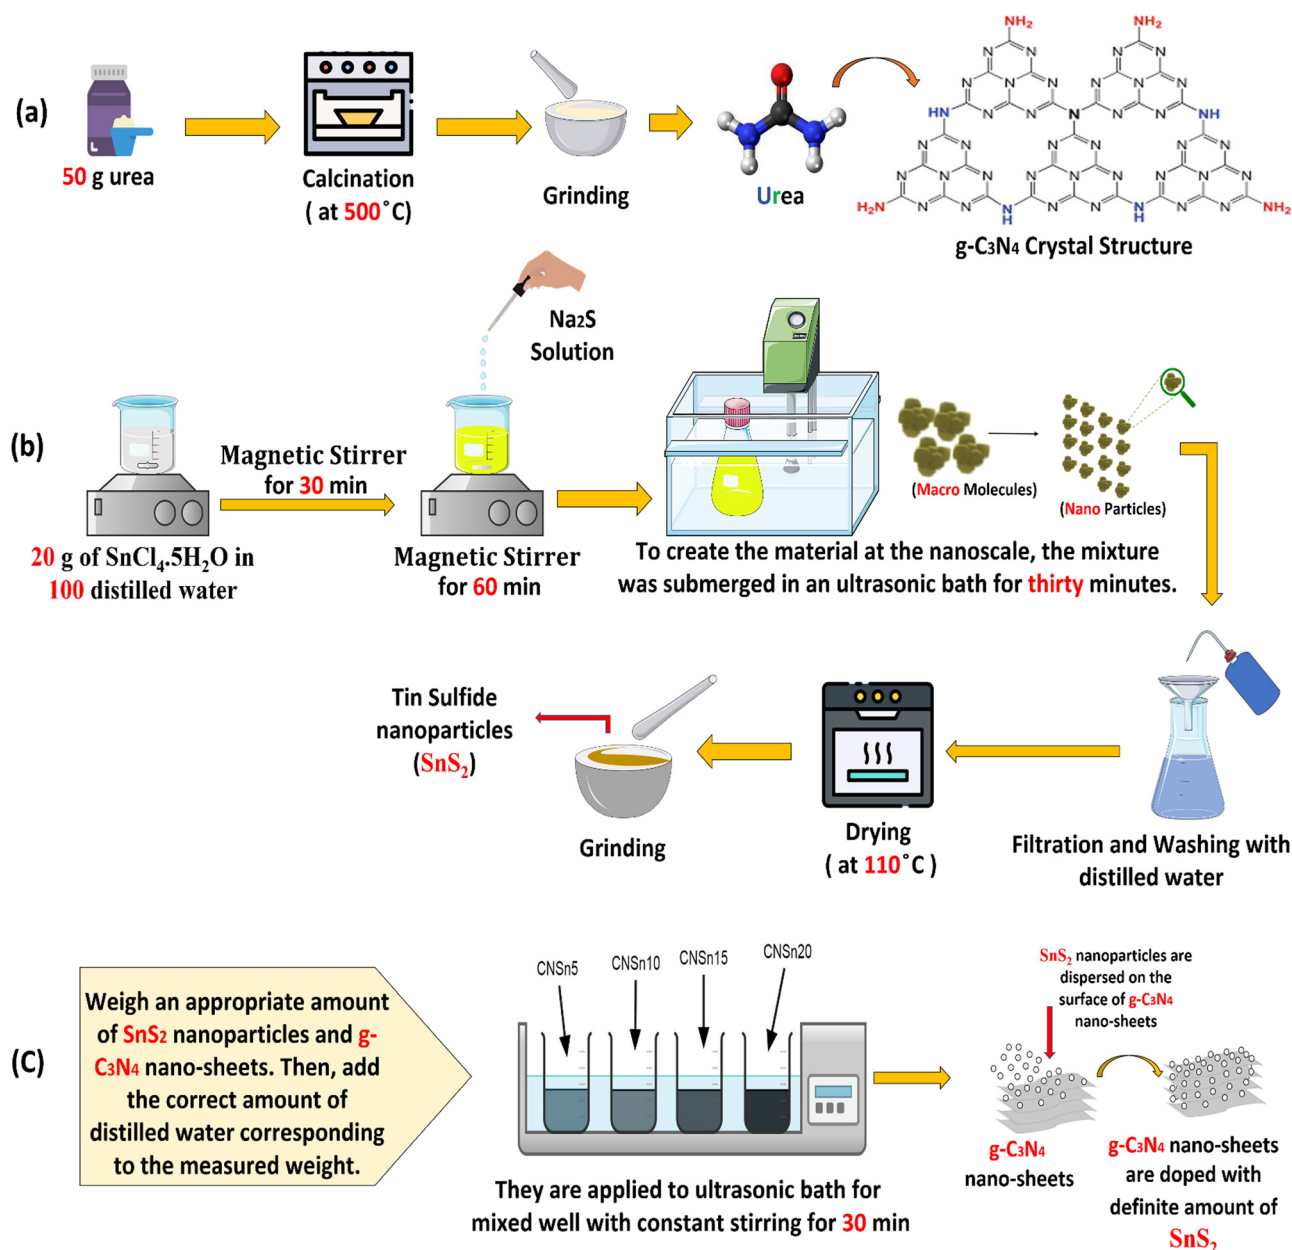 (a)
50 g urea
L
Calcination
( at 500°C)
Grinding
Urea
NH2 NH2
HN N NH
H2N N H N H NH2
g-C3N4 Crystal Structure
(b)
20 g of SnCl4.5H2O in
100 distilled water
Magnetic Stirrer
for 30 min
Na2S
Solution
Magnetic Stirrer
for 60 min
(Macro Molecules)
(Nano Particles)
To create the material at the nanoscale, the mixture
was submerged in an ultrasonic bath for thirty minutes.
Tin Sulfide
nanoparticles
(SnS2)
Grinding
Drying
( at 110°C )
Filtration and Washing with
distilled water
(C)
Weigh an appropriate amount
of SnS2 nanoparticles and g-
C3N4 nano-sheets. Then, add
the correct amount of
distilled water corresponding
to the measured weight.
CNSn5
CNSn10
CNSn15
CNSn20
They are applied to ultrasonic bath for
mixed well with constant stirring for 30 min
SnS2 nanoparticles are
dispersed on the
surface of g-C3N4
nano-sheets
g-C3N4
nano-sheets
g-C3N4 nano-sheets
are doped with
definite amount of
SnS2